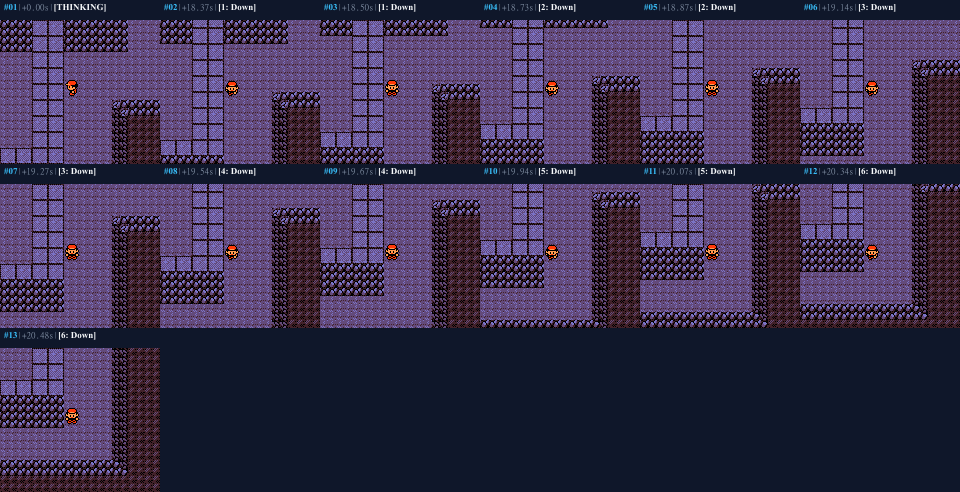 #01|+0.00s|[THINKING]
#02|+18.37s|[1: Down]
#03|+18.50s|[1: Down]
#04|+18.73s|[2: Down]
#05|+18.87s|[2: Down]
#06|+19.14s|[3: Down]
#07|+19.27s|[3: Down]
#08|+19.54s|[4: Down]
#09|+19.67s|[4: Down]
#10|+19.94s|[5: Down]
#11|+20.07s|[5: Down]
#12|+20.34s|[6: Down]
#13|+20.48s|[6: Down]